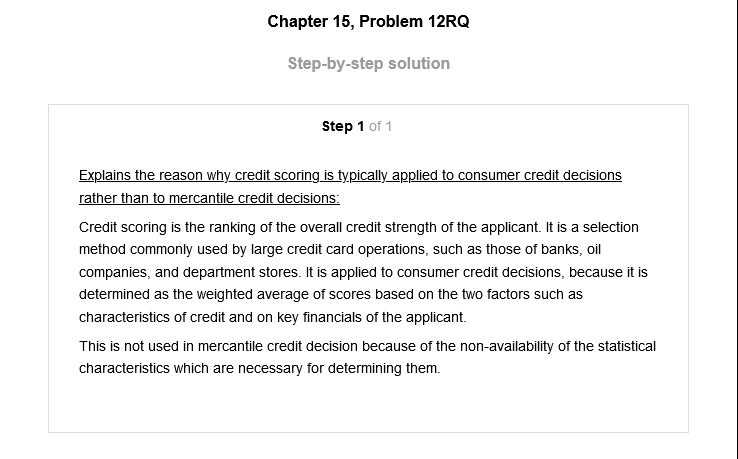 Chapter 15, Problem 12RQ
Step-by-step solution
Step 1 of 1
Explains the reason why credit scoring is typically applied to consumer credit decisions
rather than to mercantile credit decisions:
Credit scoring is the ranking of the overall credit strength of the applicant. It is a selection
method commonly used by large credit card operations, such as those of banks, oil
companies, and department stores. It is applied to consumer credit decisions, because it is
determined as the weighted average of scores based on the two factors such as
characteristics of credit and on key financials of the applicant.
This is not used in mercantile credit decision because of the non-availability of the statistical
characteristics which are necessary for determining them.